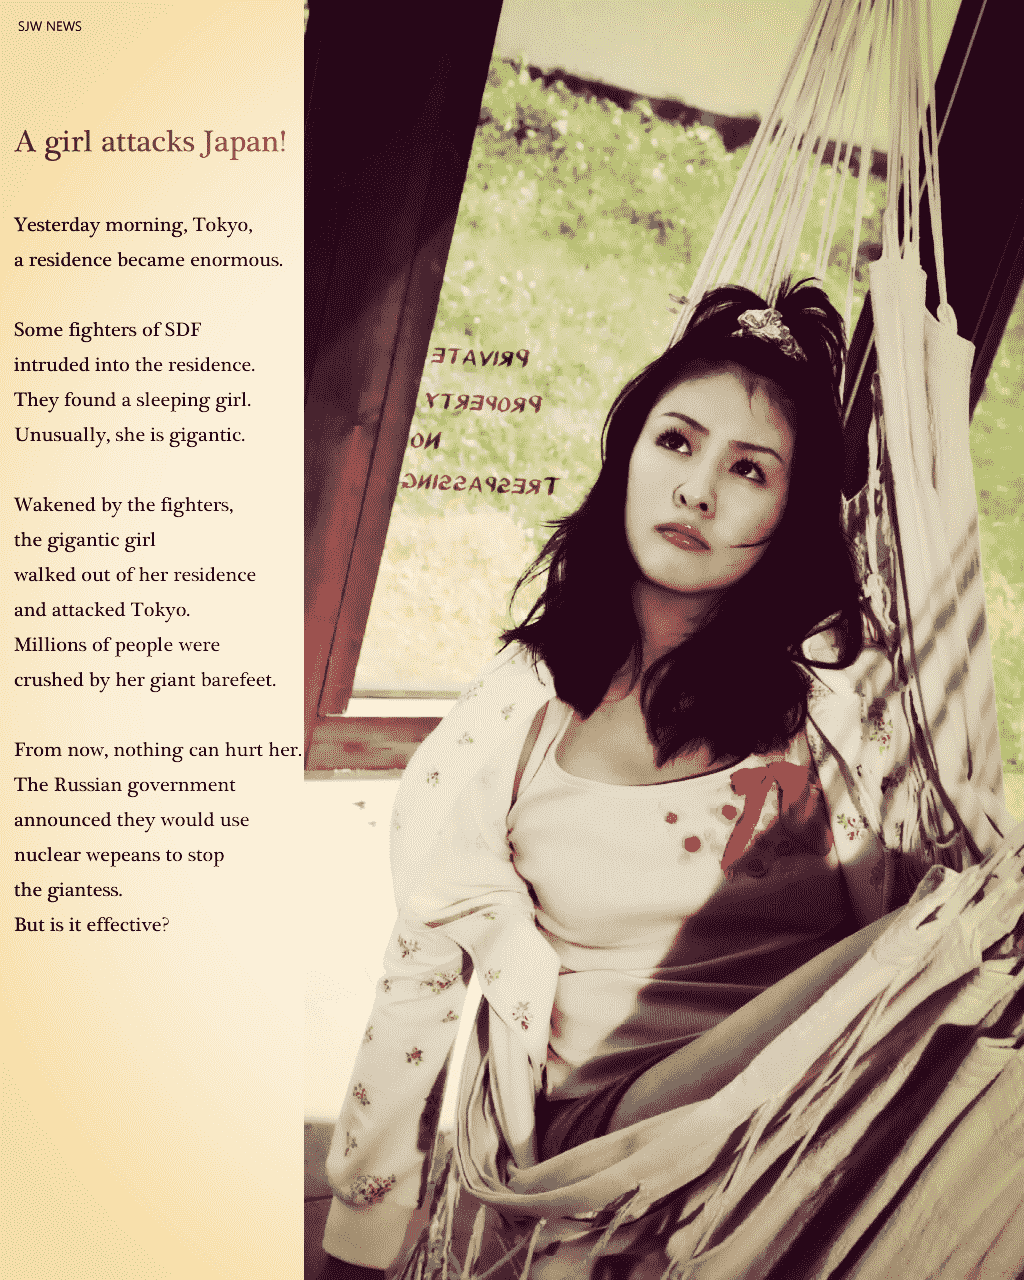 SJW NEWS
A girl attacks Japan!
Yesterday morning, Tokyo,
a residence became enormous.
Some fighters of SDF
intruded into the residence.
They found a sleeping girl.
Unusually, she is gigantic.
Wakened by the fighters,
the gigantic girl
walked out of her residence
and attacked Tokyo.
Millions of people were
crushed by her giant barefeet.
From now, nothing can hurt her.
The Russian government
announced they would use
nuclear wepeans to stop
the giantess.
But is it effective?
PRIVATE
PROPERTY
NO
TRESPASSING